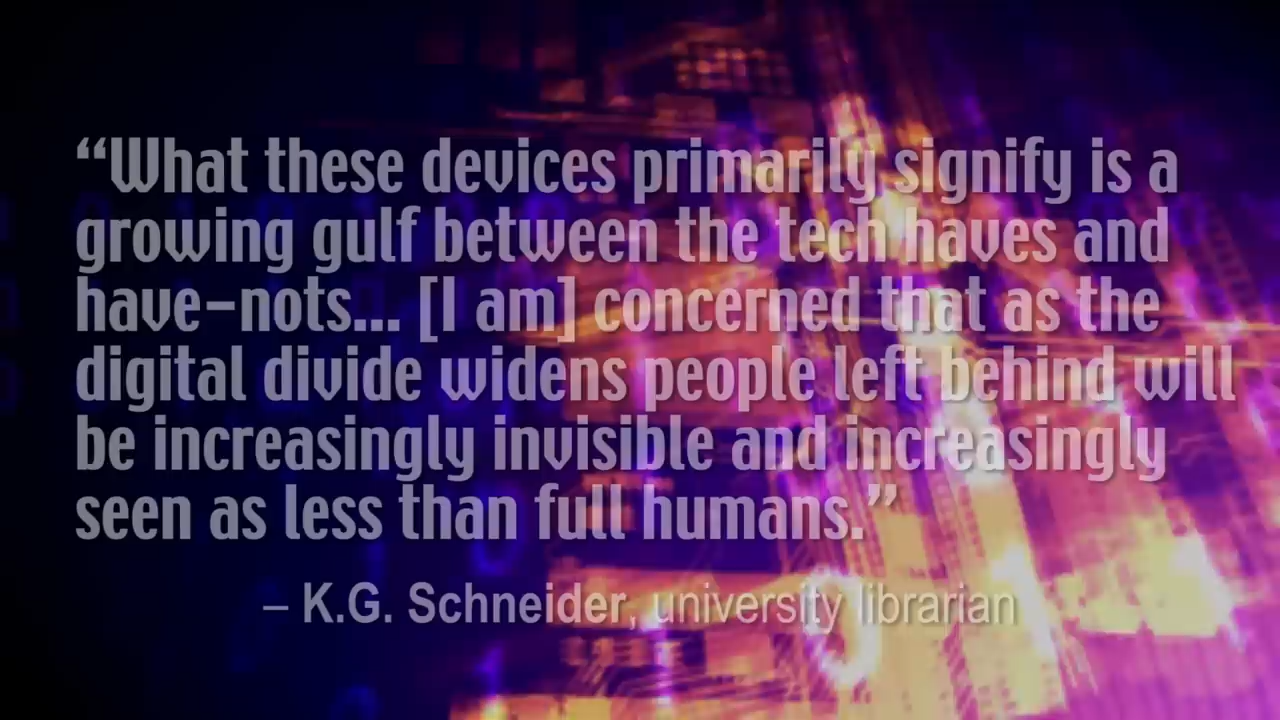 “What these devices primarily signify is a
growing gulf between the tech haves and
have–nots... [I am] concerned that as the
digital divide widens people left behind will
be increasingly invisible and increasingly
seen as less than full humans.”
– K.G. Schneider, university librarian